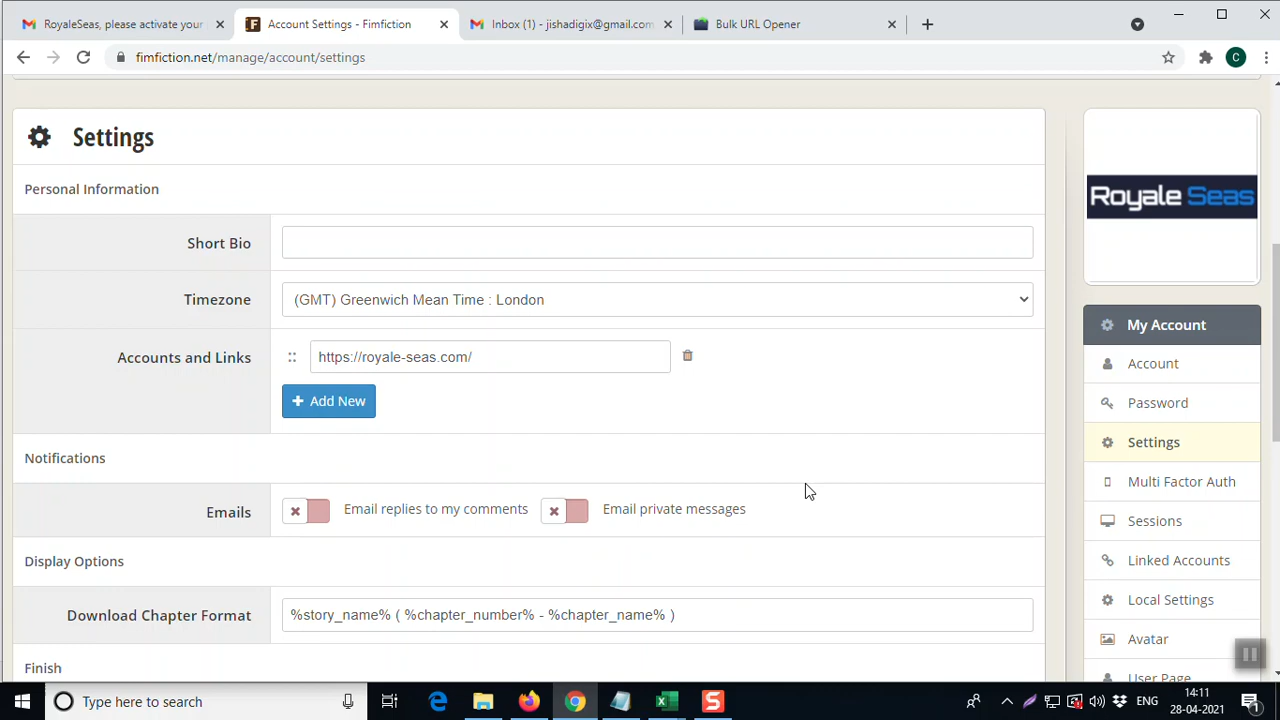 RoyaleSeas, please activate your
Account Settings - Fimfiction
Inbox (1) - jishadigix@gmail.com
Bulk URL Opener
fimfiction.net/manage/account/settings
C
Settings
Personal Information
Short Bio
Timezone
(GMT) Greenwich Mean Time : London
Accounts and Links
https://royale-seas.com/
+ Add New
Notifications
Emails
Email replies to my comments
Email private messages
Display Options
Download Chapter Format
%story_name% ( %chapter_number% - %chapter_name% )
Finish
Royale Seas
My Account
Account
Password
Settings
Multi Factor Auth
Sessions
Linked Accounts
Local Settings
Avatar
User Page
Type here to search
ENG
14:11
28-04-2021
1